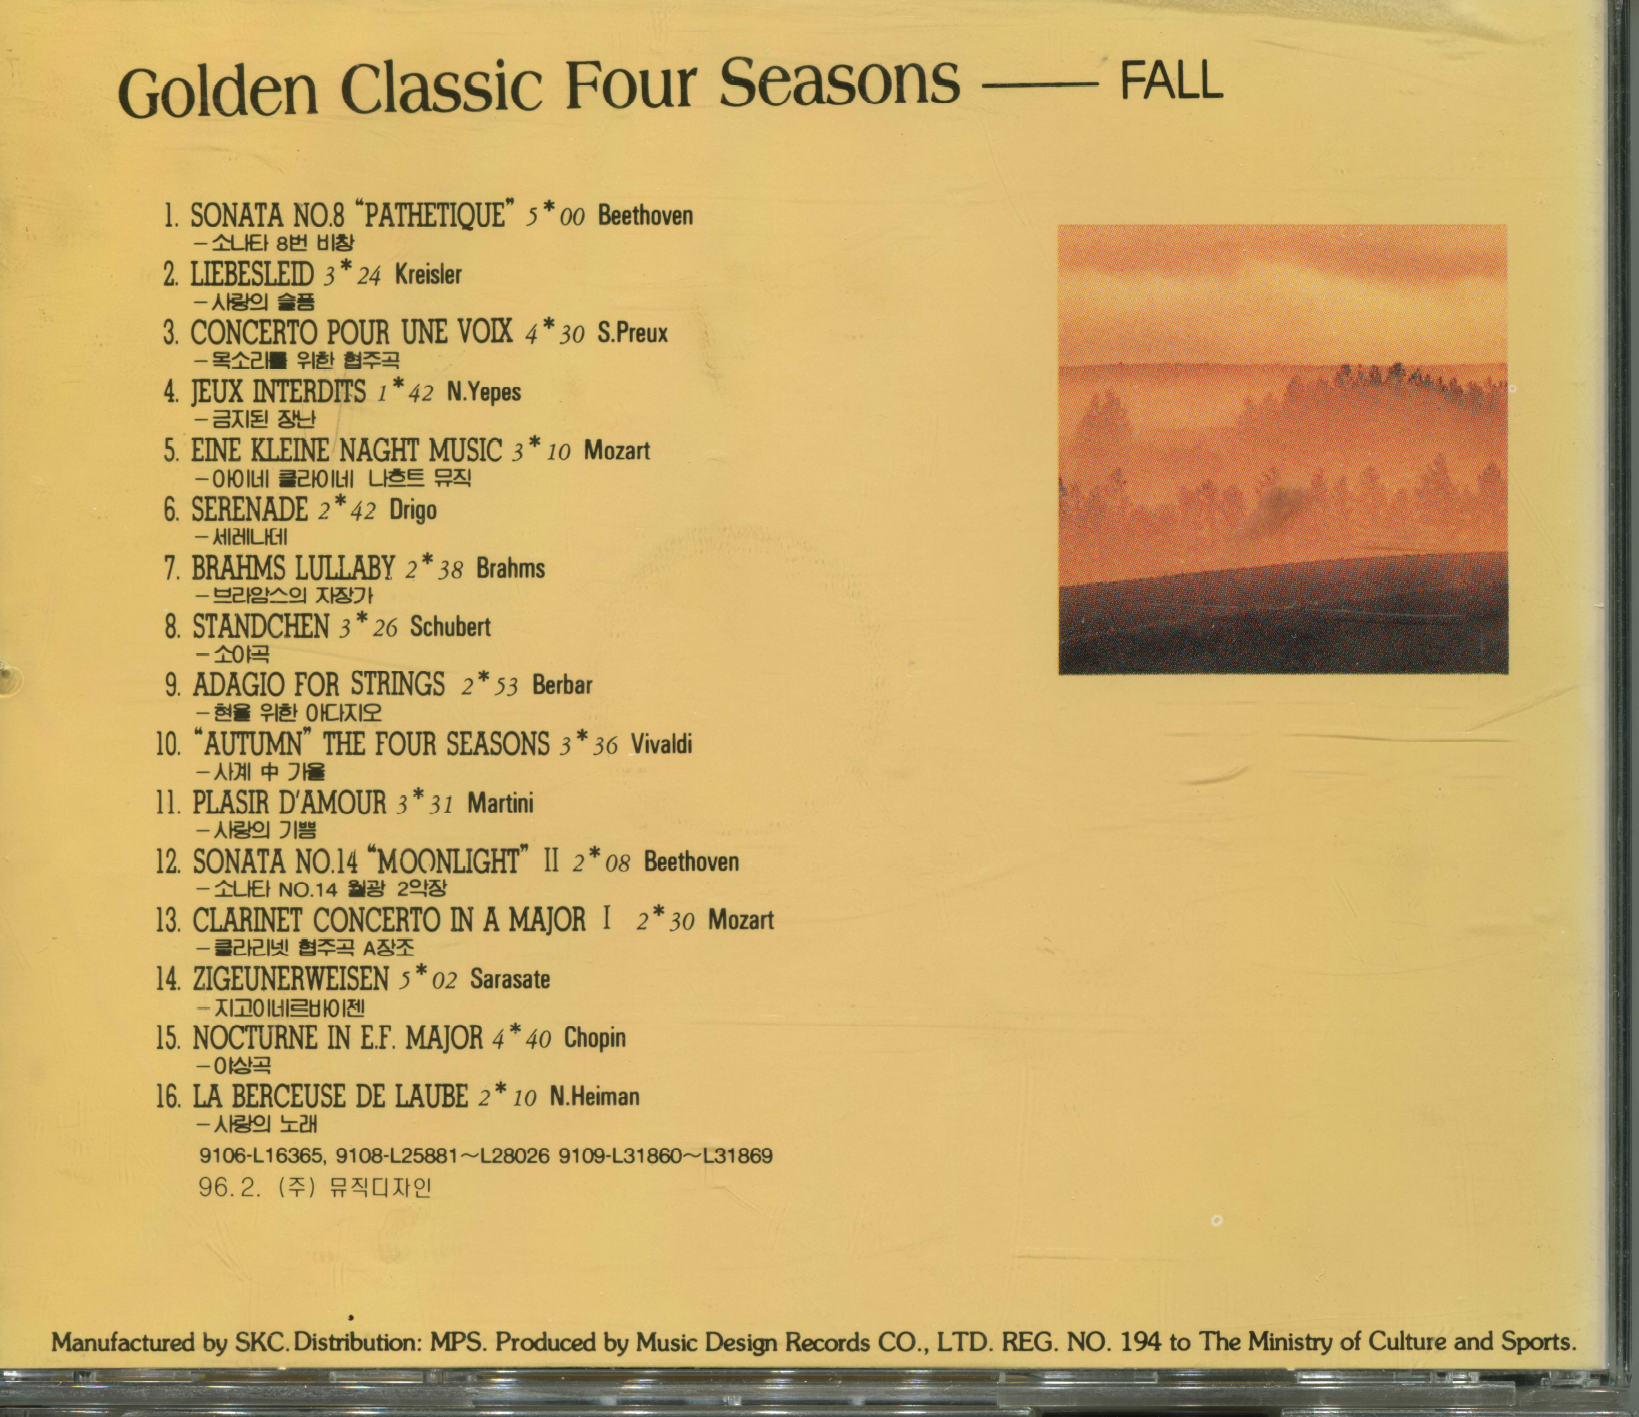 Golden Classic Four Seasons — FALL
1. SONATA NO.8 “PATHETIQUE” 5*00 Beethoven
–소나타 8번 비창
2. LIEBESLEID 3*24 Kreisler
–사랑의 슬픔
3. CONCERTO POUR UNE VOIX 4*30 S.Preux
–목소리를 위한 협주곡
4. JEUX INTERDITS 1*42 N.Yepes
–금지된 장난
5. EINE KLEINE NAGHT MUSIC 3*10 Mozart
–아이네 클라이네 나흐트 뮤직
6. SERENADE 2*42 Drigo
–세레나데
7. BRAHMS LULLABY 2*38 Brahms
–브라암스의 자장가
8. STANDCHEN 3*26 Schubert
–소야곡
9. ADAGIO FOR STRINGS 2*53 Berbar
–현을 위한 아다지오
10. “AUTUMN” THE FOUR SEASONS 3*36 Vivaldi
–사계 中 가을
11. PLASIR D'AMOUR 3*31 Martini
–사랑의 기쁨
12. SONATA NO.14 “MOONLIGHT” II 2*08 Beethoven
–소나타 NO.14 월광 2악장
13. CLARINET CONCERTO IN A MAJOR I 2*30 Mozart
–클라리넷 협주곡 A장조
14. ZIGEUNERWEISEN 5*02 Sarasate
–지고이네르바이젠
15. NOCTURNE IN E.F. MAJOR 4*40 Chopin
–야상곡
16. LA BERCEUSE DE LAUBE 2*10 N.Heiman
–사랑의 노래
9106-L16365, 9108-L25881~L28026 9109-L31860~L31869
96.2. (주) 뮤직디자인
Manufactured by SKC. Distribution: MPS. Produced by Music Design Records CO., LTD. REG. NO. 194 to The Ministry of Culture and Sports.